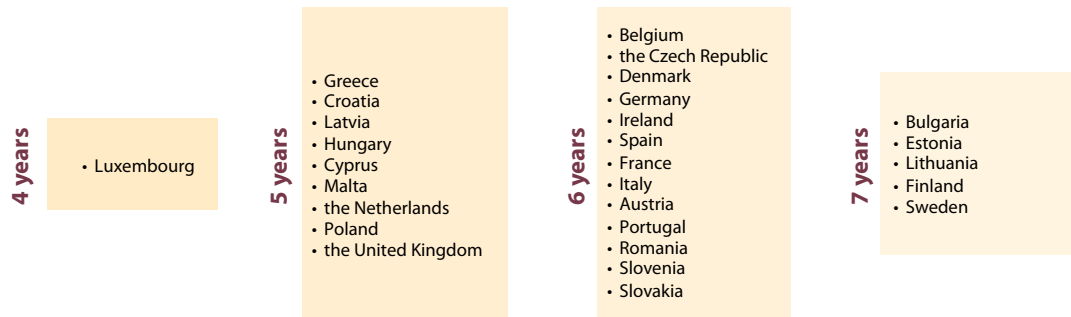 4 years
• Luxembourg
5 years
• Greece
• Croatia
• Latvia
• Hungary
• Cyprus
• Malta
• the Netherlands
• Poland
• the United Kingdom
6 years
• Belgium
• the Czech Republic
• Denmark
• Germany
• Ireland
• Spain
• France
• Italy
• Austria
• Portugal
• Romania
• Slovenia
• Slovakia
7 years
• Bulgaria
• Estonia
• Lithuania
• Finland
• Sweden